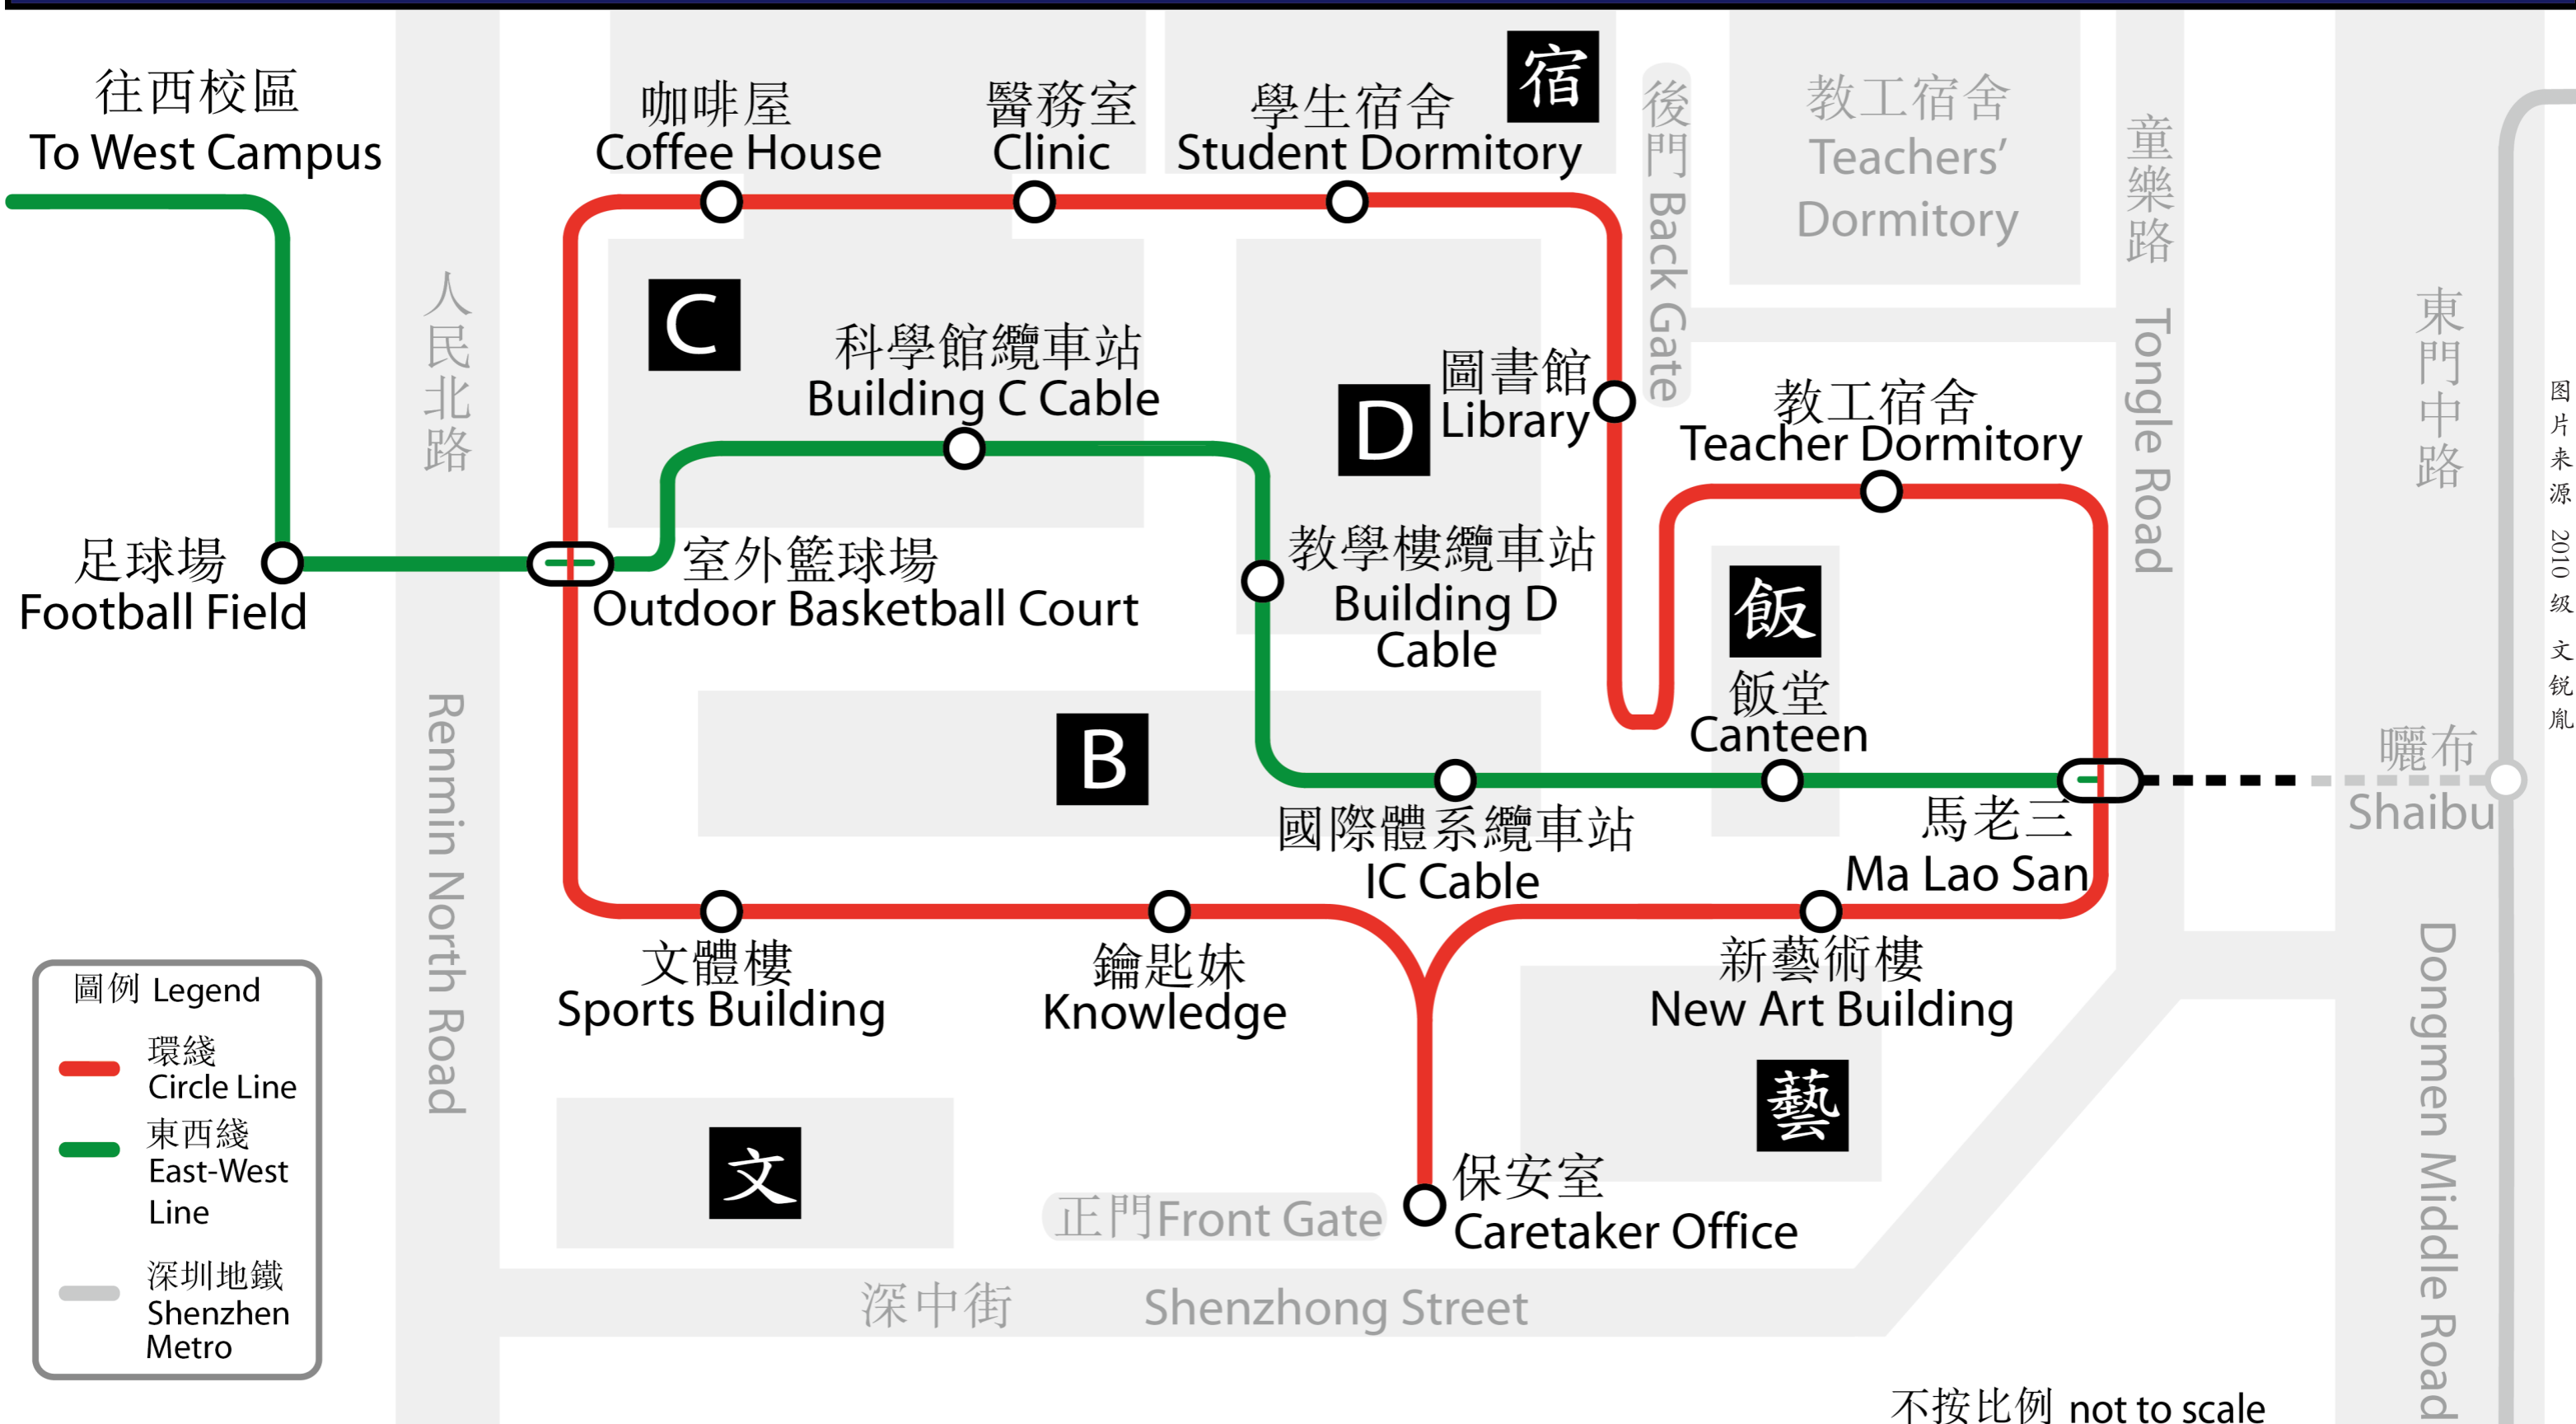 往西校區
To West Campus
咖啡屋
Coffee House
醫務室
Clinic
學生宿舍
Student Dormitory
宿
後門 Back Gate
教工宿舍
Teachers'
Dormitory
童樂路 Tongle Road
人民北路 Renmin North Road
東門中路 Dongmen Middle Road
C
科學館纜車站
Building C Cable
D
圖書館
Library
教工宿舍
Teacher Dormitory
足球場
Football Field
室外籃球場
Outdoor Basketball Court
教學樓纜車站
Building D
Cable
飯
飯堂
Canteen
B
國際體系纜車站
IC Cable
馬老三
Ma Lao San
曬布
Shaibu
文體樓
Sports Building
鑰匙妹
Knowledge
新藝術樓
New Art Building
藝
文
正門Front Gate
保安室
Caretaker Office
深中街 Shenzhong Street
圖例 Legend
環綫
Circle Line
東西綫
East-West
Line
深圳地鐵
Shenzhen
Metro
不按比例 not to scale
图片来源 2010级 文锐胤